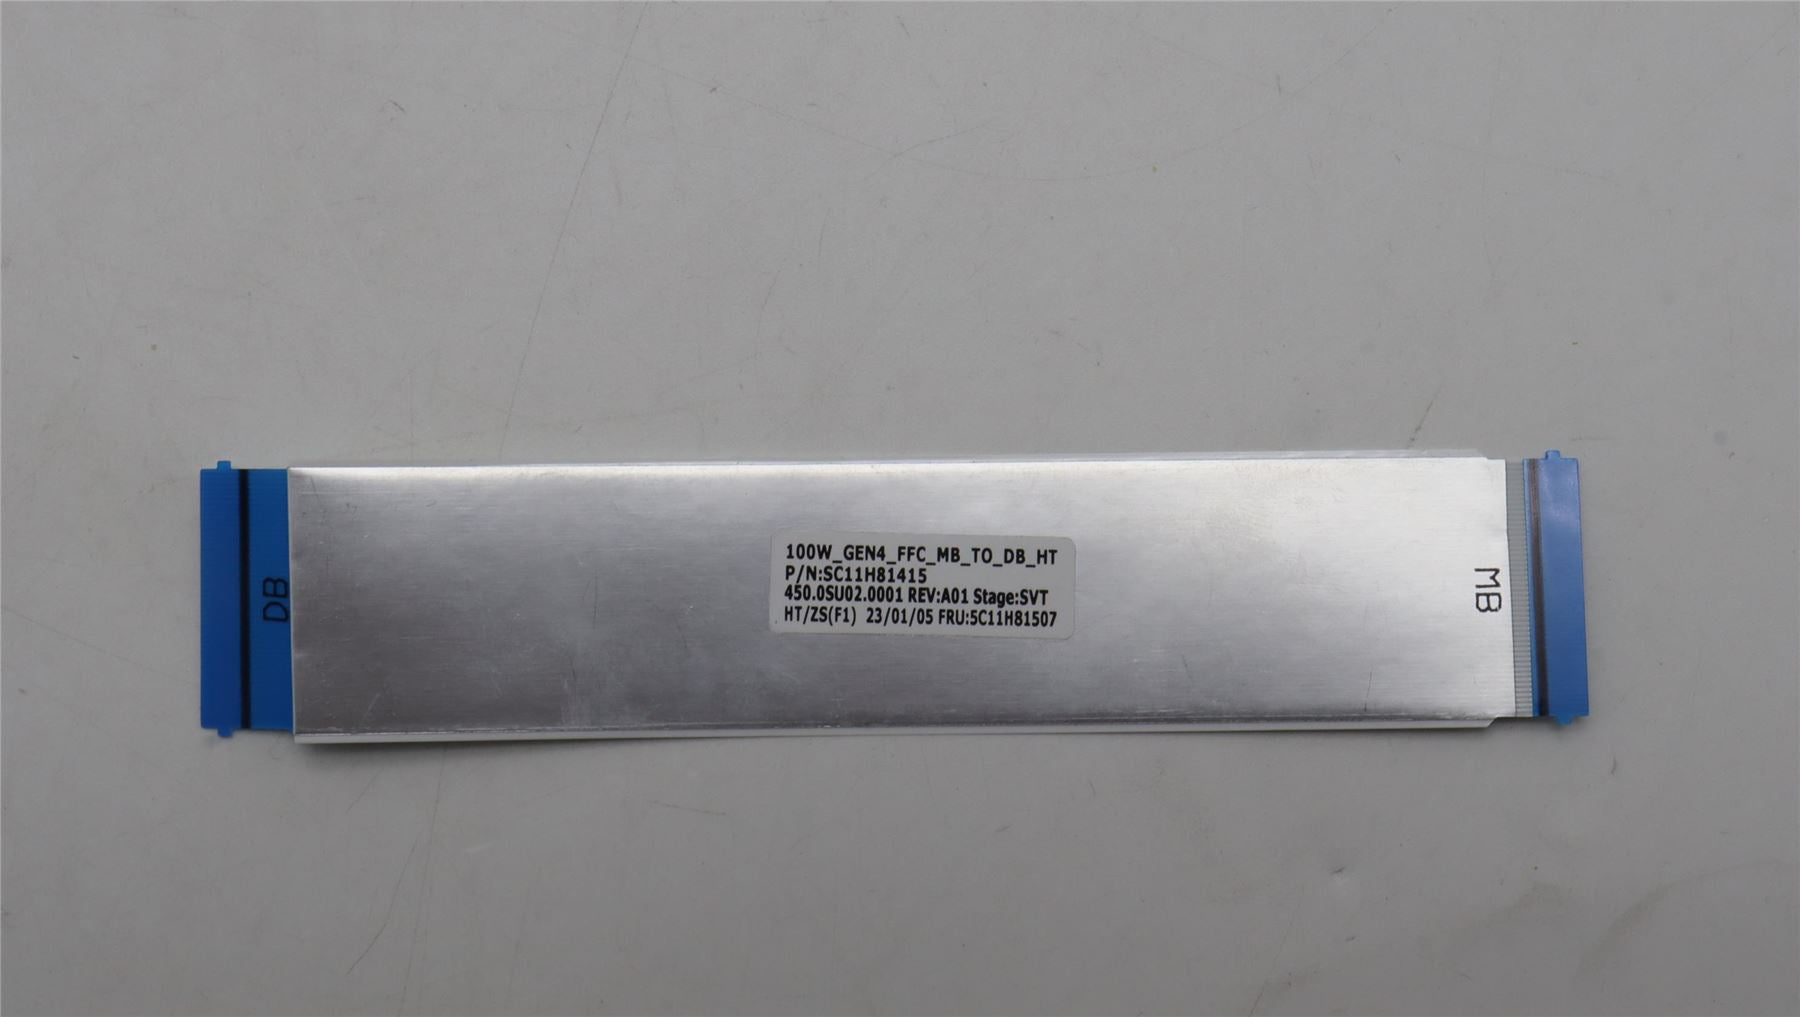 100W_GEN4_FFC_MB_TO_DB_HT
P/N:SC11H81415
450.0SU02.0001 REV:A01 Stage:SVT
HT/ZS(F1) 23/01/05 FRU:5C11H81507
DB
MB